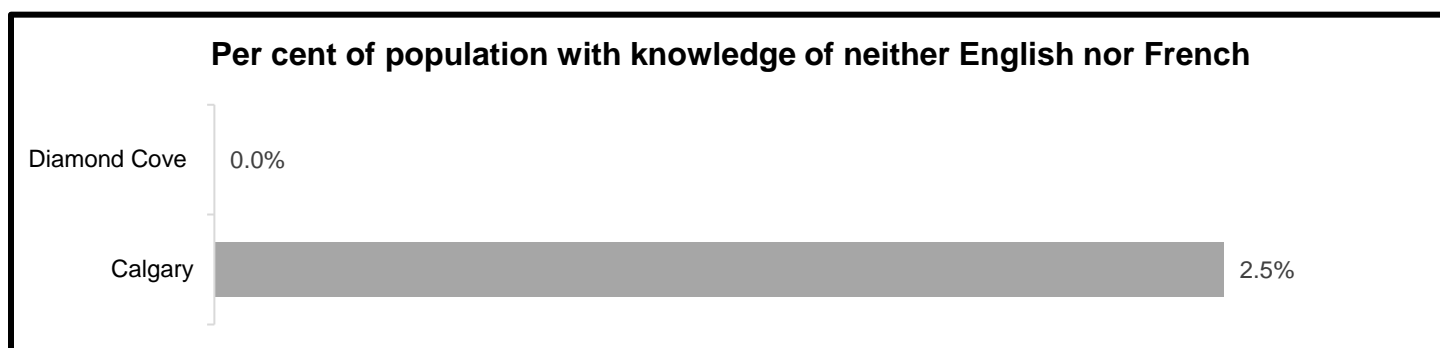 Per cent of population with knowledge of neither English nor French
Diamond Cove 0.0%
Calgary 2.5%